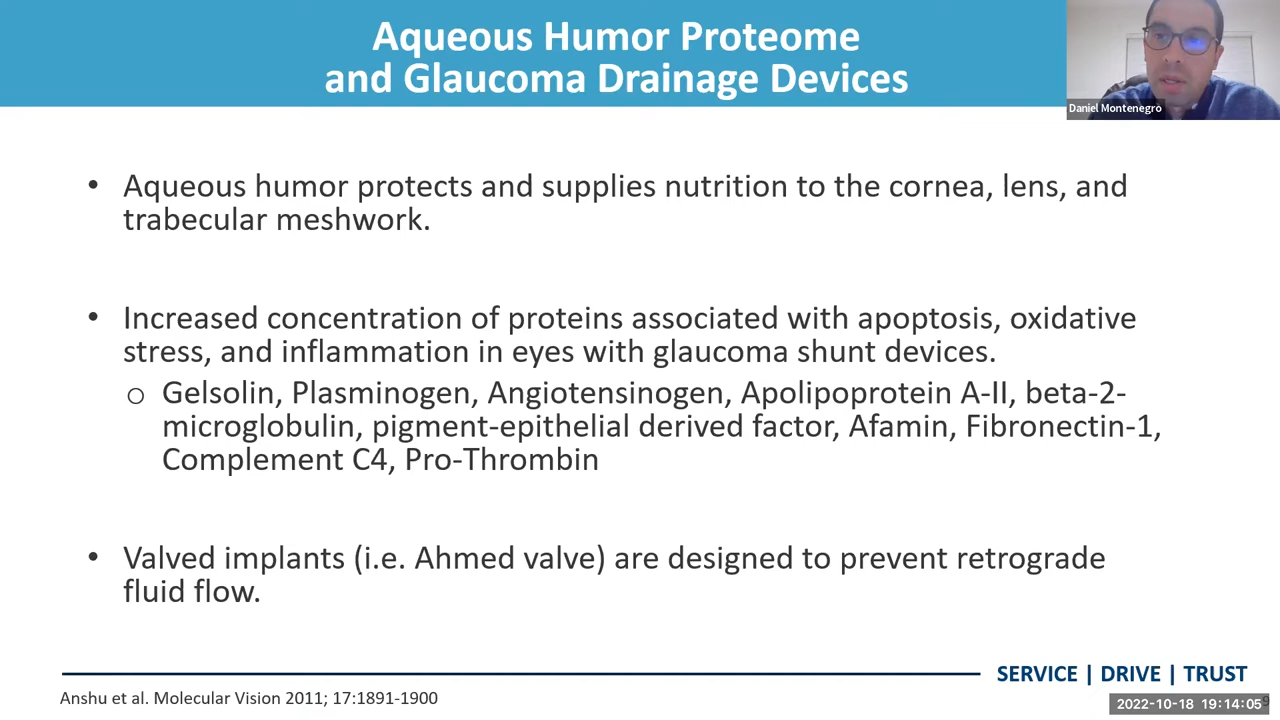 Aqueous Humor Proteome
and Glaucoma Drainage Devices
Daniel Montenegro
• Aqueous humor protects and supplies nutrition to the cornea, lens, and
trabecular meshwork.
• Increased concentration of proteins associated with apoptosis, oxidative
stress, and inflammation in eyes with glaucoma shunt devices.
o Gelsolin, Plasminogen, Angiotensinogen, Apolipoprotein A-II, beta-2-
microglobulin, pigment-epithelial derived factor, Afamin, Fibronectin-1,
Complement C4, Pro-Thrombin
• Valved implants (i.e. Ahmed valve) are designed to prevent retrograde
fluid flow.
SERVICE | DRIVE | TRUST
Anshu et al. Molecular Vision 2011; 17:1891-1900
2022-10-18 19:14:05
9